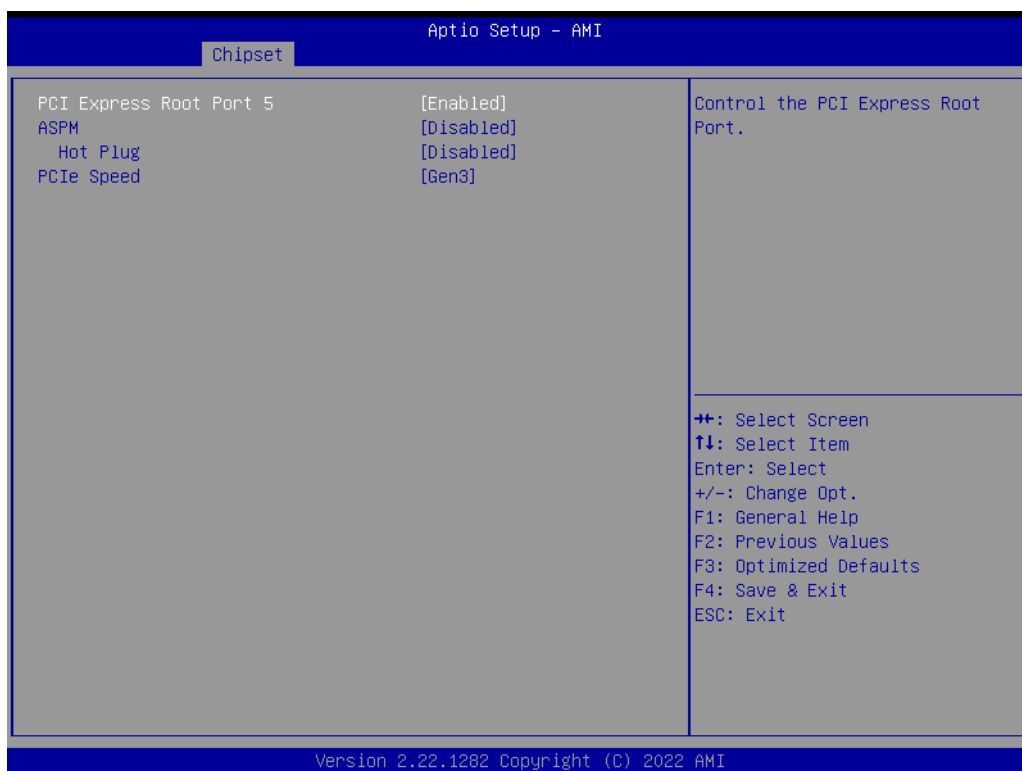 Aptio Setup – AMI
Chipset
PCI Express Root Port 5 [Enabled]
ASPM [Disabled]
Hot Plug [Disabled]
PCIe Speed [Gen3]
Control the PCI Express Root
Port.
→←: Select Screen
↑↓: Select Item
Enter: Select
+/-: Change Opt.
F1: General Help
F2: Previous Values
F3: Optimized Defaults
F4: Save & Exit
ESC: Exit
Version 2.22.1282 Copyright (C) 2022 AMI